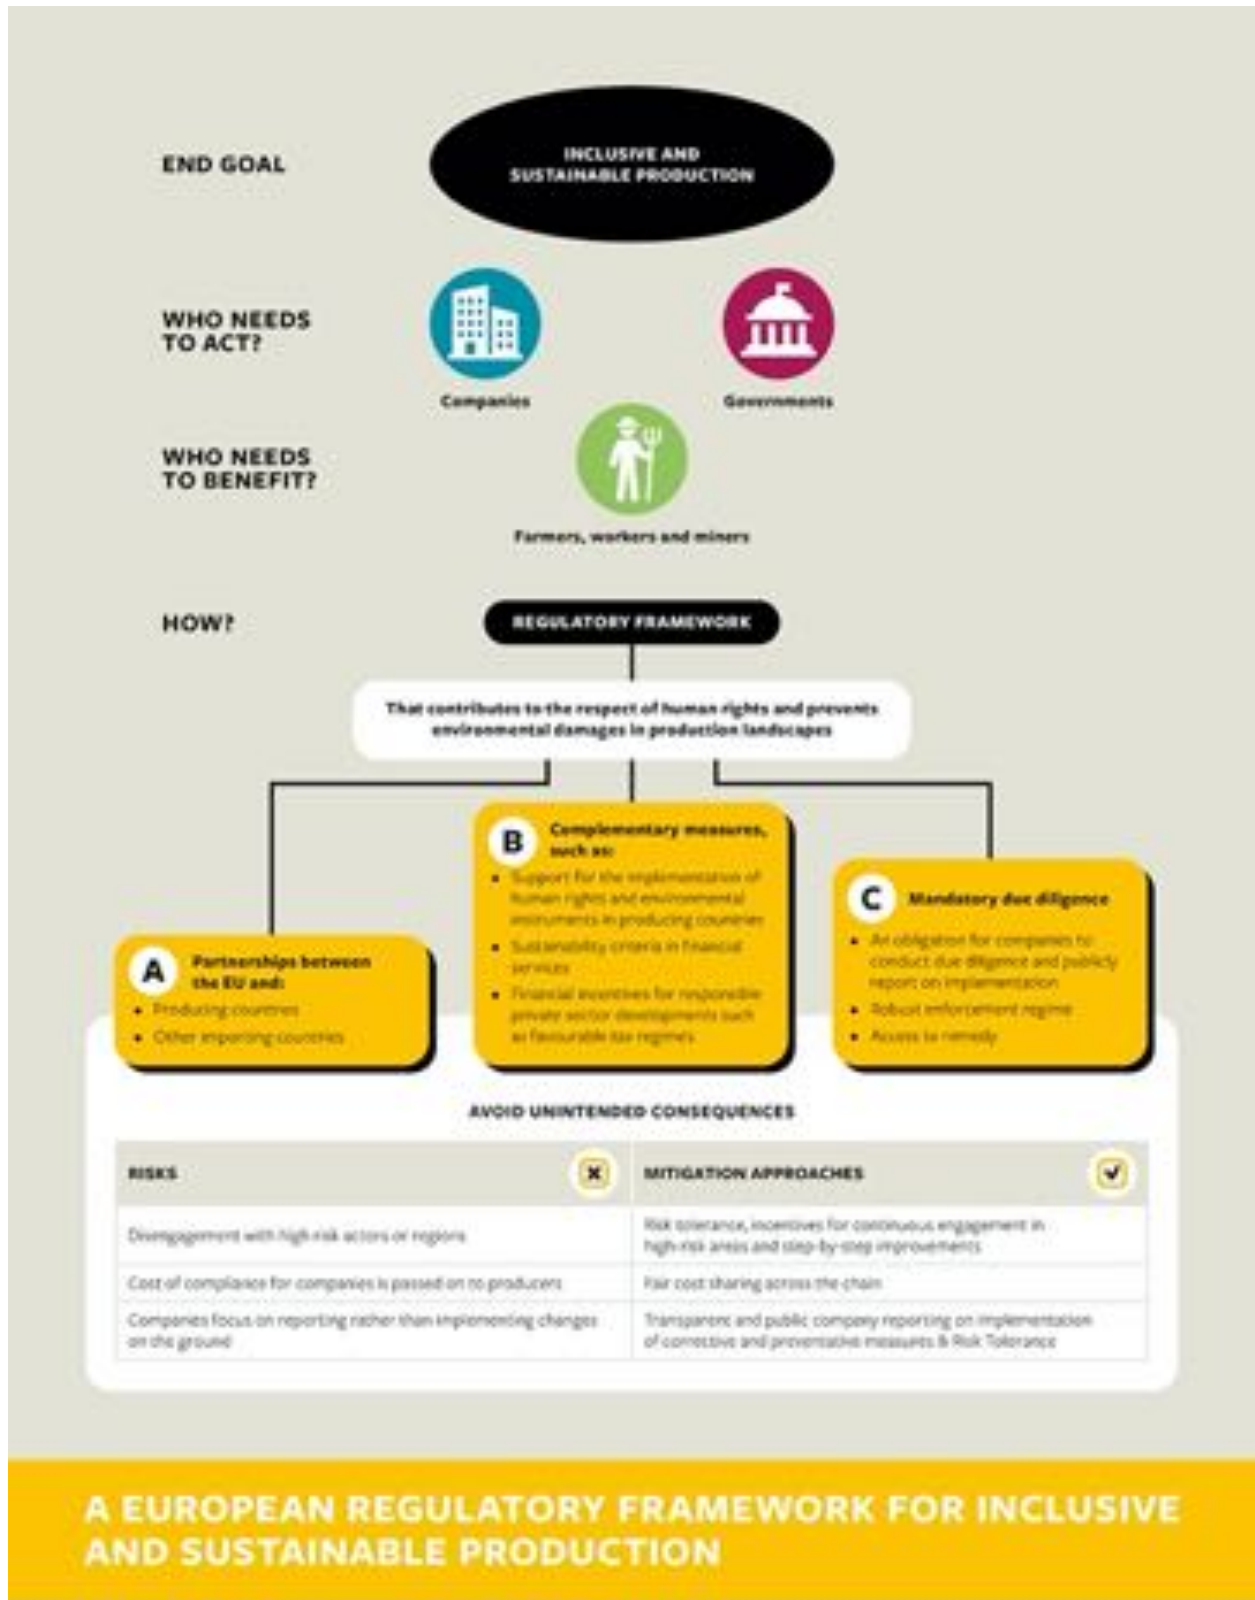 END GOAL
INCLUSIVE AND
SUSTAINABLE PRODUCTION
WHO NEEDS
TO ACT?
Companies
Governments
WHO NEEDS
TO BENEFIT?
Farmers, workers and miners
HOW?
REGULATORY FRAMEWORK
That contributes to the respect of human rights and prevents
environmental damages in production landscapes
A
Partnerships between
the EU and:
• Producing countries
• Other importing countries
B
Complementary measures,
such as:
• Support for the implementation of
human rights and environmental
instruments in producing countries
• Sustainability criteria in financial
services
• Financial incentives for responsible
private sector developments such
as favourable tax regimes
C
Mandatory due diligence
• An obligation for companies to
conduct due diligence and publicly
report on implementation
• Robust enforcement regime
• Access to remedy
AVOID UNINTENDED CONSEQUENCES
RISKS
MITIGATION APPROACHES
Disengagement with high-risk actors or regions
Risk tolerance, incentives for continuous engagement in
high-risk areas and step-by-step improvements
Cost of compliance for companies is passed on to producers
Fair cost sharing across the chain
Companies focus on reporting rather than implementing changes
on the ground
Transparent and public company reporting on implementation
of corrective and preventative measures & Risk Tolerance
A EUROPEAN REGULATORY FRAMEWORK FOR INCLUSIVE
AND SUSTAINABLE PRODUCTION